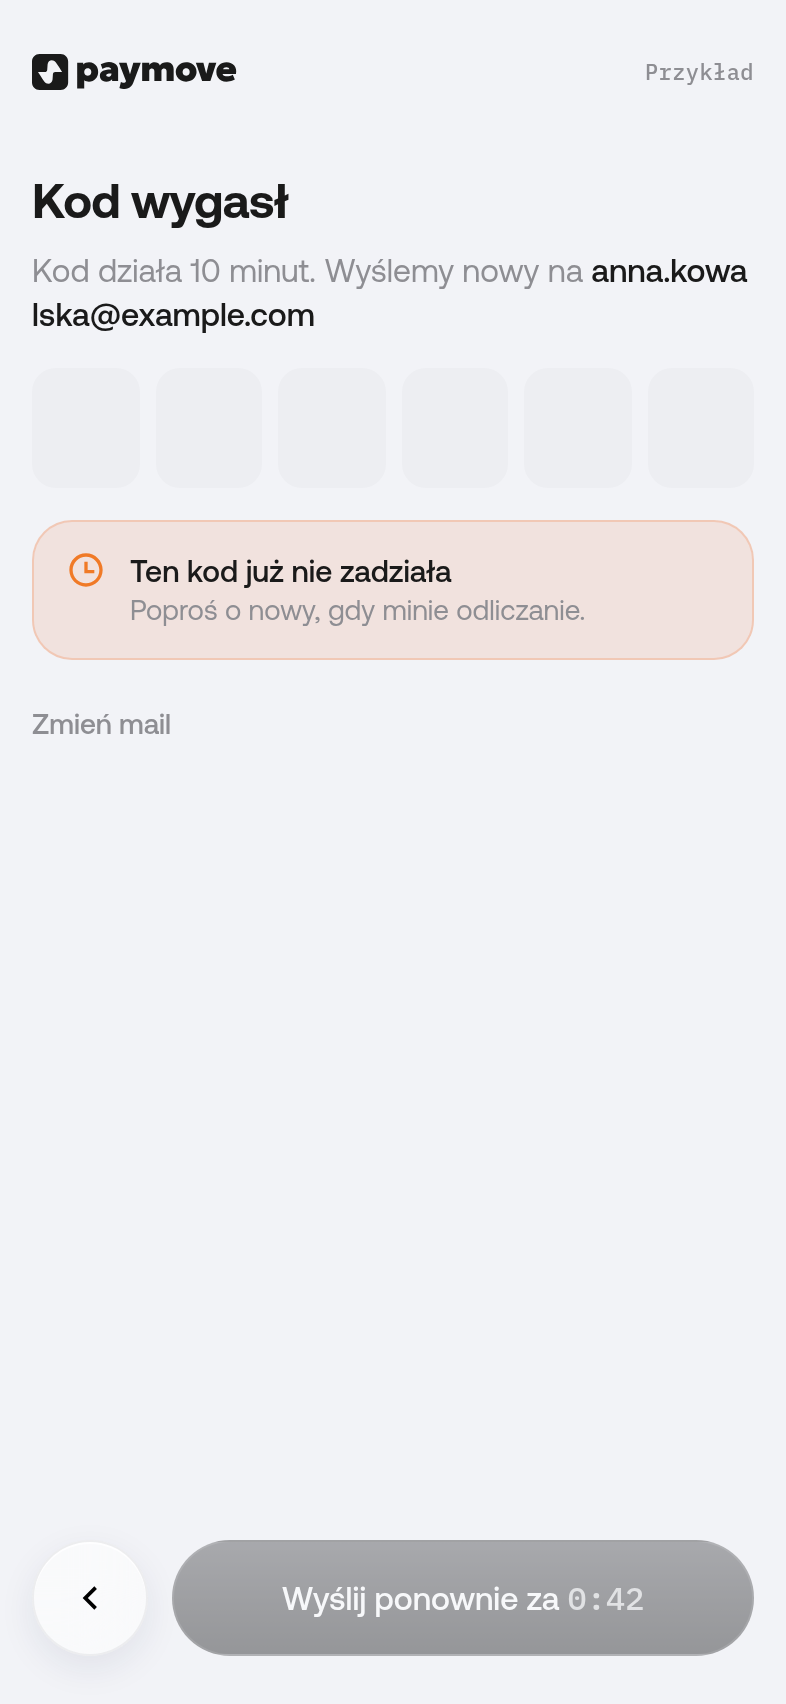 paymove
Przykład
Kod wygasł
Kod działa 10 minut. Wyślemy nowy na anna.kowa
lska@example.com
Ten kod już nie zadziała
Poproś o nowy, gdy minie odliczanie.
Zmień mail
Wyślij ponownie za 0:42